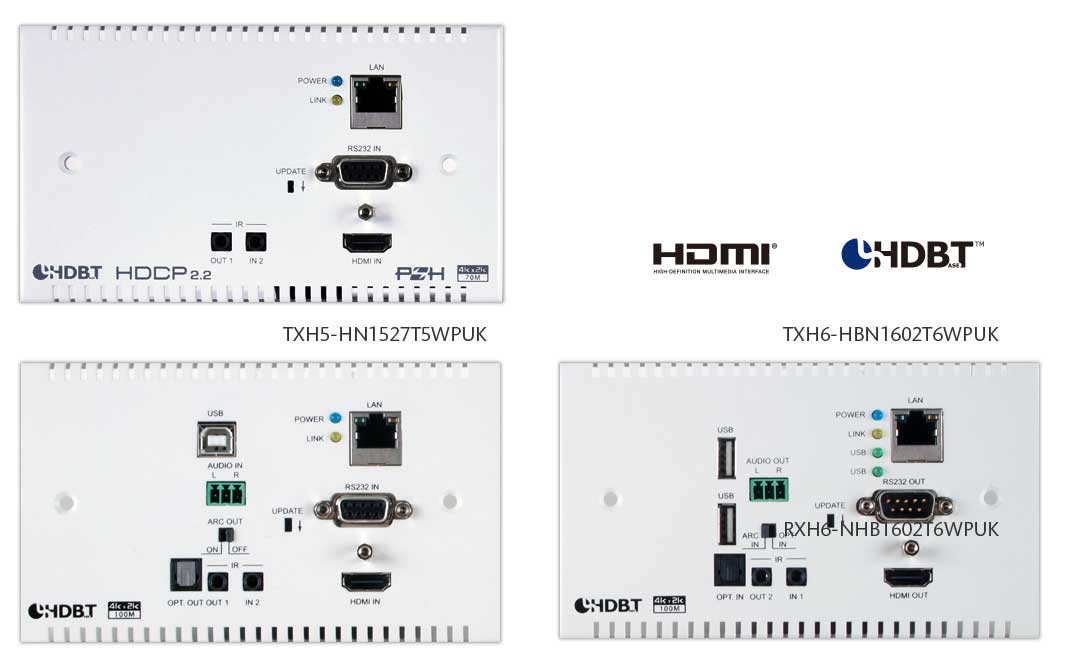 LAN
POWER
LINK
RS232 IN
UPDATE
IR
OUT 1 IN 2
HDMI IN
HDBT HDCP 2.2 PZH 4K x 2K
70M
HDMI®
HIGH-DEFINITION MULTIMEDIA INTERFACE
HDBT™
ASE
TXH5-HN1527T5WPUK
TXH6-HBN1602T6WPUK
USB
LAN
POWER
LINK
AUDIO IN
L R
RS232 IN
UPDATE
ARC OUT
ON OFF
IR
OPT. OUT OUT 1 IN 2
HDMI IN
HDBT 4K x 2K
100M
LAN
POWER
LINK
USB
USB
USB
AUDIO OUT
L R
RS232 OUT
USB
UPDATE
ARC IN
OPT. IN
RXH6-NHB1602T6WPUK
IR
OPT. IN OUT 2 IN 1
HDMI OUT
HDBT 4K x 2K
100M